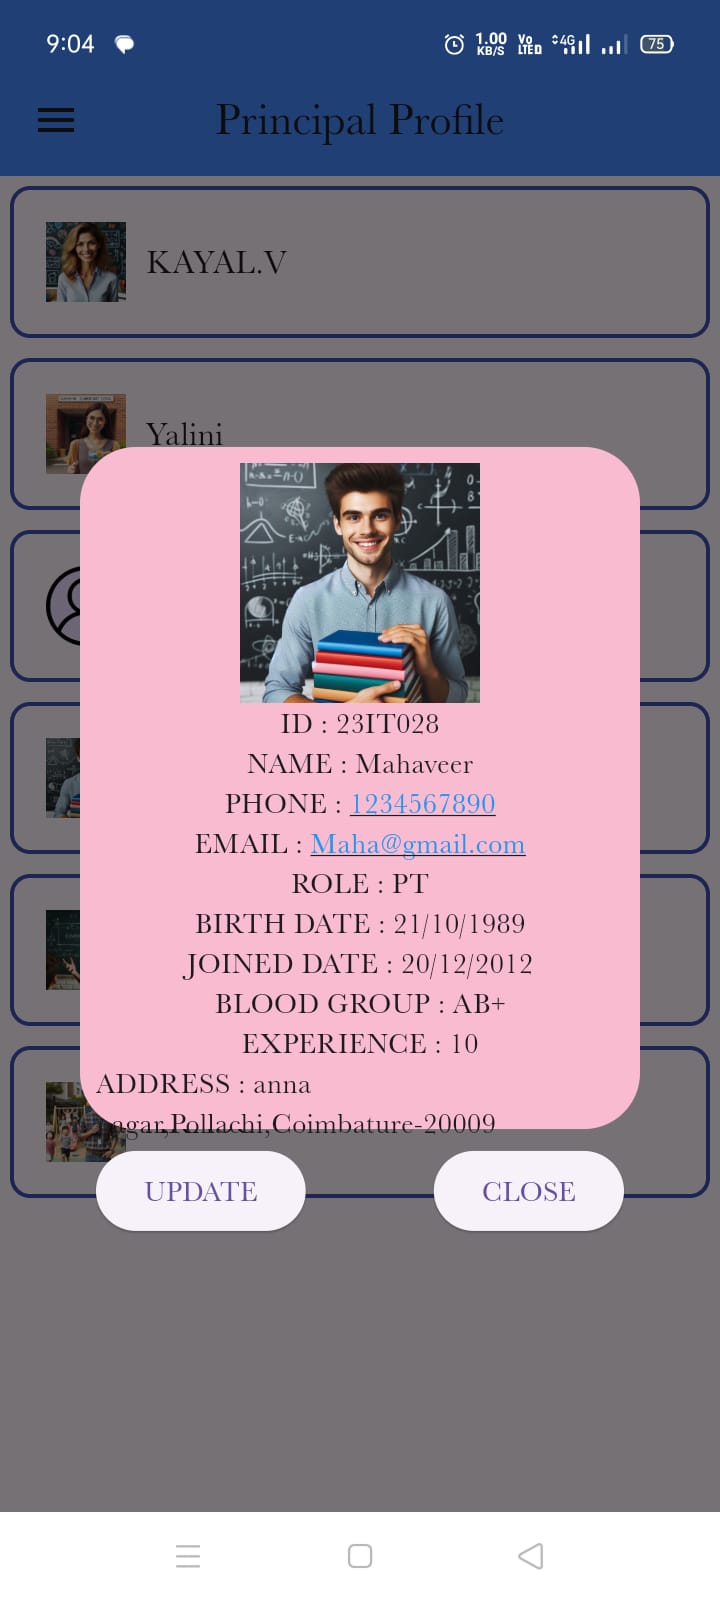 9:04
1.00
KB/S
Vo
LTE
4G
75
Principal Profile
KAYAL.V
Yalini
ID : 23IT028
NAME : Mahaveer
PHONE : 1234567890
EMAIL : Maha@gmail.com
ROLE : PT
BIRTH DATE : 21/10/1989
JOINED DATE : 20/12/2012
BLOOD GROUP : AB+
EXPERIENCE : 10
ADDRESS : anna
nagar,Pollachi,Coimbature-20009
UPDATE
CLOSE